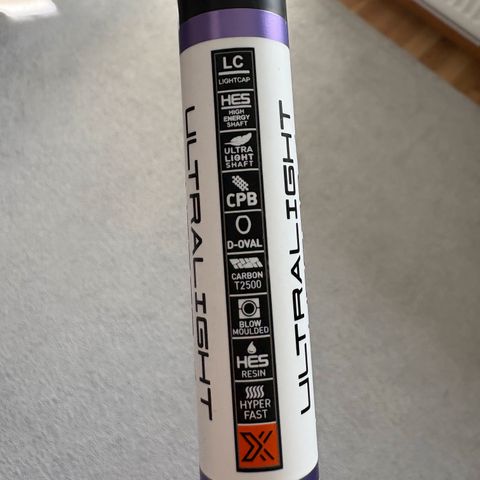 LC
LIGHTCAP
HES
HIGH
ENERGY
SHAFT
ULTRA
LIGHT
SHAFT
CPB
D-OVAL
CARBON
T2500
BLOW
MOULDED
HES
RESIN
HYPER
FAST
X
ULTRALIGHT
ULTRALIGHT